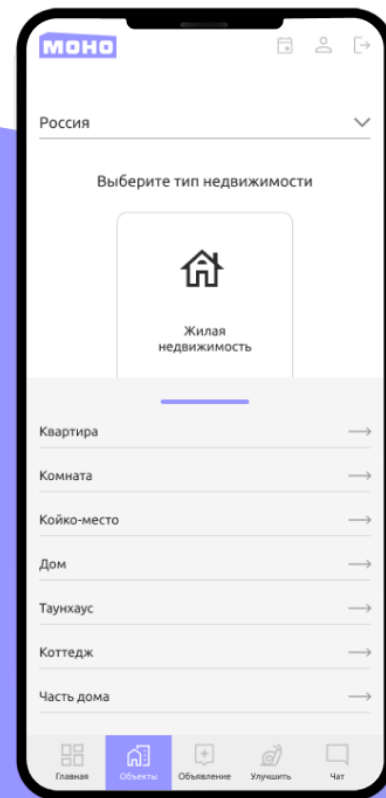 МОНО
Россия
Выберите тип недвижимости
Жилая
недвижимость
Квартира
Комната
Койко-место
Дом
Таунхаус
Коттедж
Часть дома
Главная
Объекты
Объявление
Улучшить
Чат